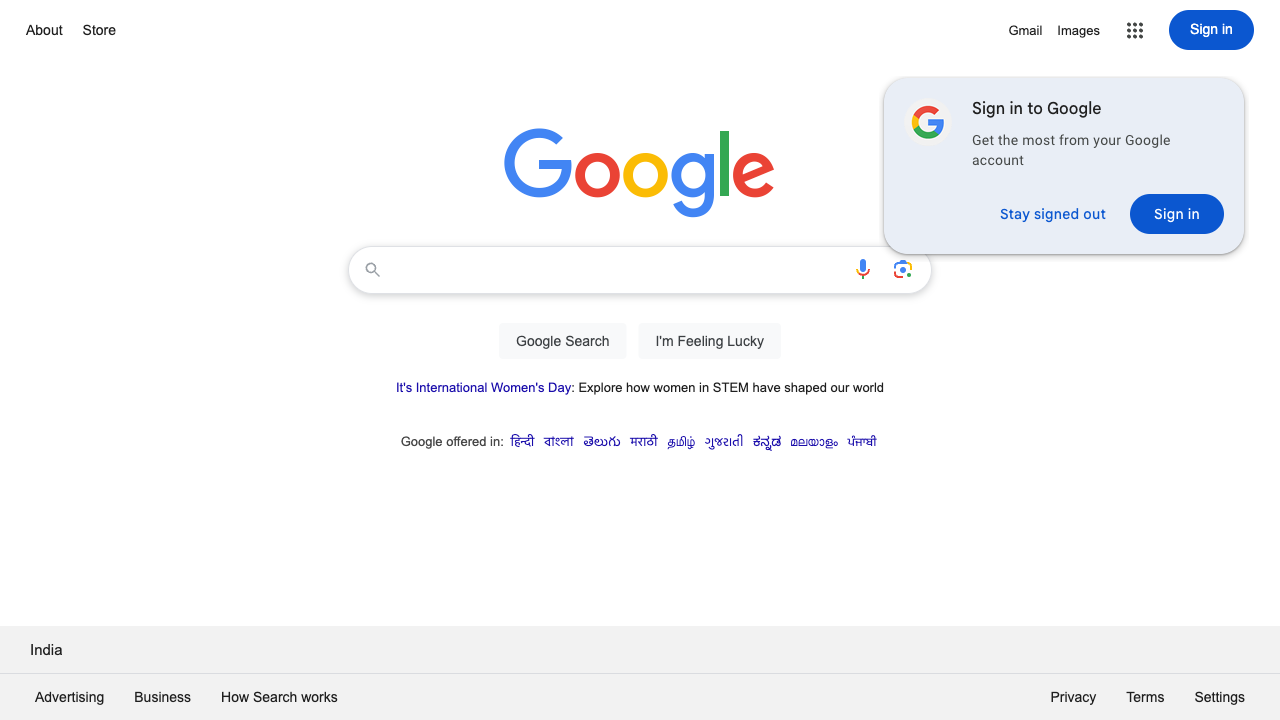 About Store
Gmail Images
Sign in
Sign in to Google
Get the most from your Google
account
Stay signed out Sign in
Google
Google Search I'm Feeling Lucky
It's International Women's Day: Explore how women in STEM have shaped our world
Google offered in: हिन्दी বাংলা తెలుగు मराठी தமிழ் ગુજરાતી ಕನ್ನಡ മലയാളം ਪੰਜਾਬੀ
India
Advertising Business How Search works
Privacy Terms Settings